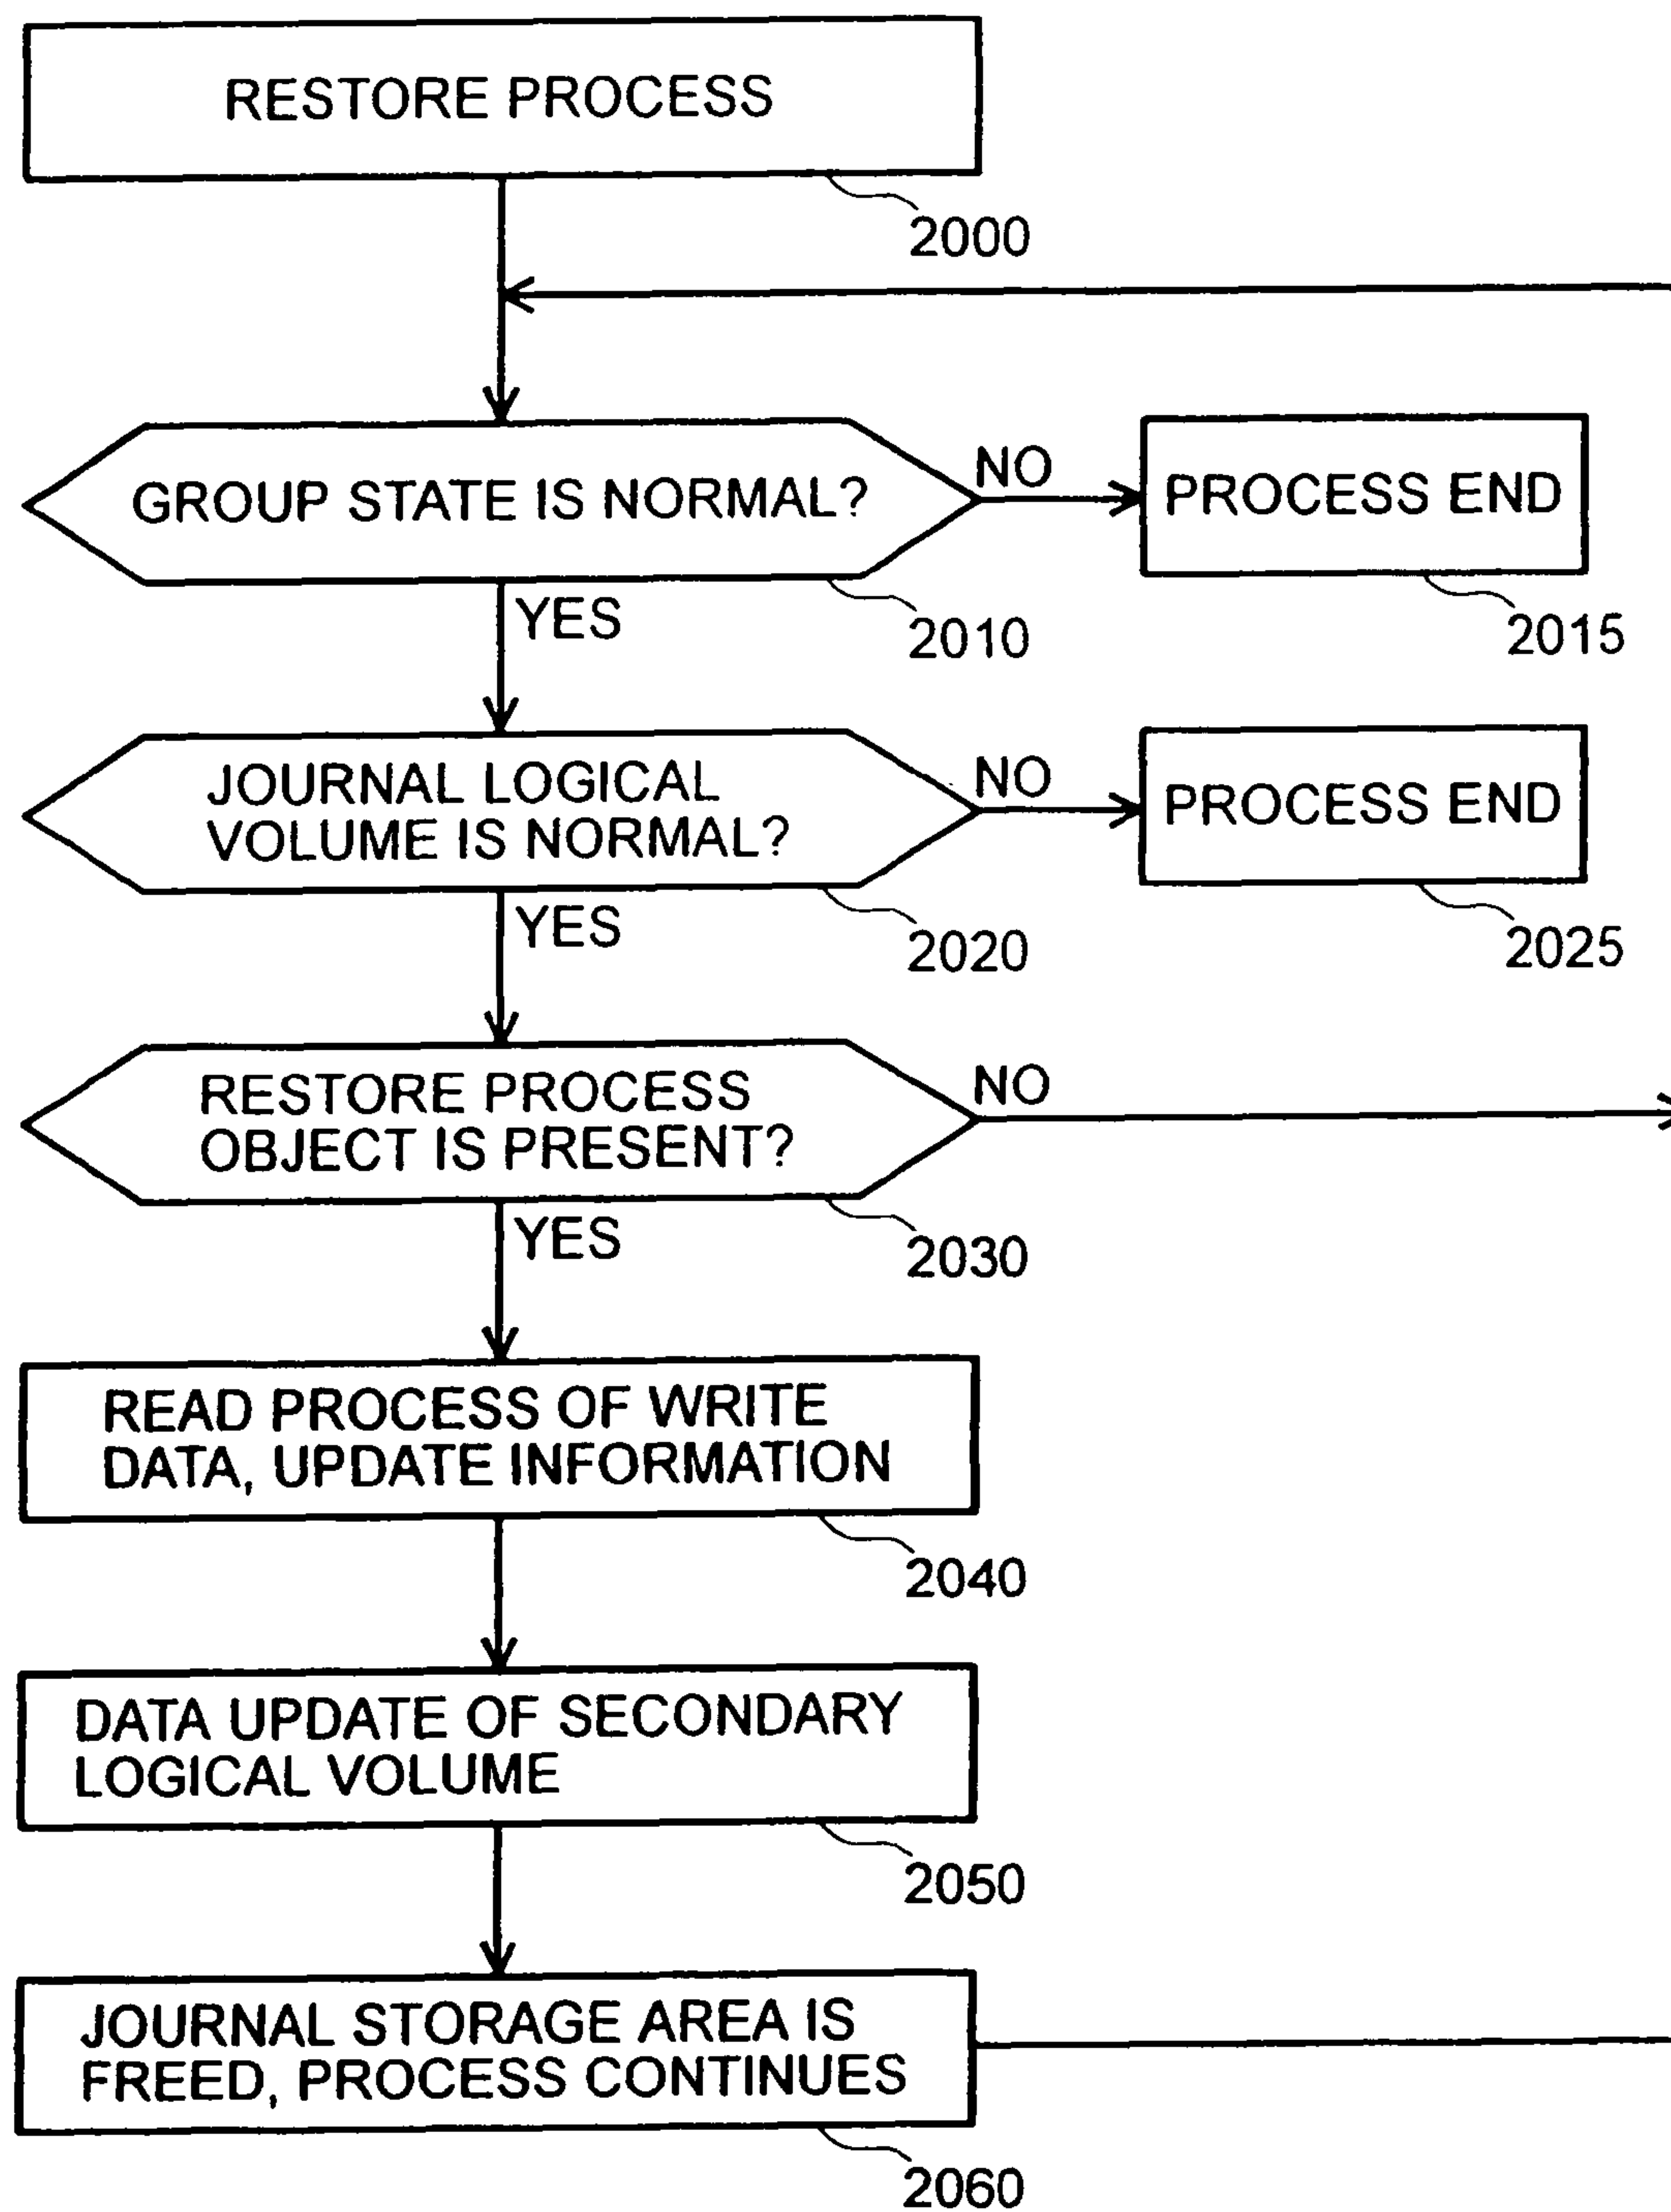 RESTORE PROCESS
2000
GROUP STATE IS NORMAL?
NO
PROCESS END
YES
2010
2015
JOURNAL LOGICAL
VOLUME IS NORMAL?
NO
PROCESS END
YES
2020
2025
RESTORE PROCESS
OBJECT IS PRESENT?
NO
YES
2030
READ PROCESS OF WRITE
DATA, UPDATE INFORMATION
2040
DATA UPDATE OF SECONDARY
LOGICAL VOLUME
2050
JOURNAL STORAGE AREA IS
FREED, PROCESS CONTINUES
2060